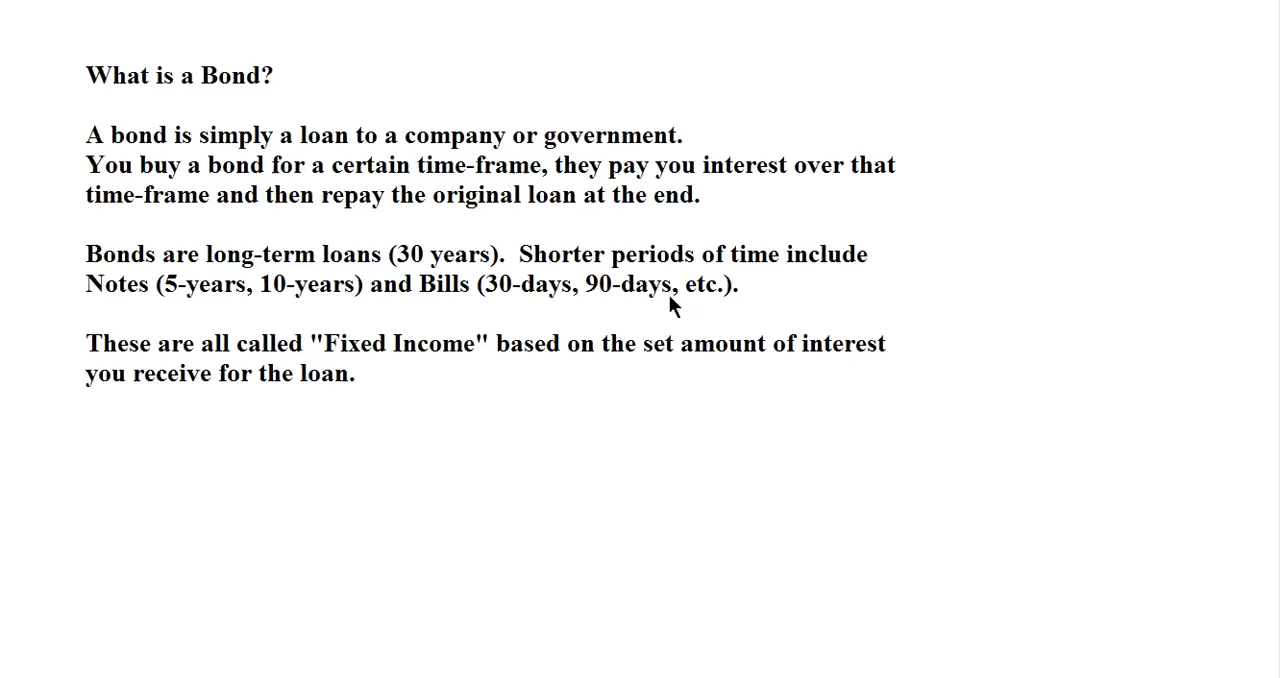 What is a Bond?
A bond is simply a loan to a company or government.
You buy a bond for a certain time-frame, they pay you interest over that
time-frame and then repay the original loan at the end.
Bonds are long-term loans (30 years).  Shorter periods of time include
Notes (5-years, 10-years) and Bills (30-days, 90-days, etc.).
These are all called "Fixed Income" based on the set amount of interest
you receive for the loan.